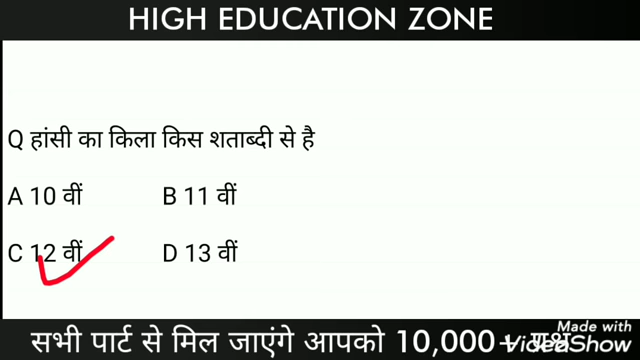 HIGH EDUCATION ZONE
Q हांसी का किला किस शताब्दी से है
A 10 वीं B 11 वीं
C 12 वीं D 13 वीं
सभी पार्ट से मिल जाएंगे आपको 10,000+
Made with
VideoShow